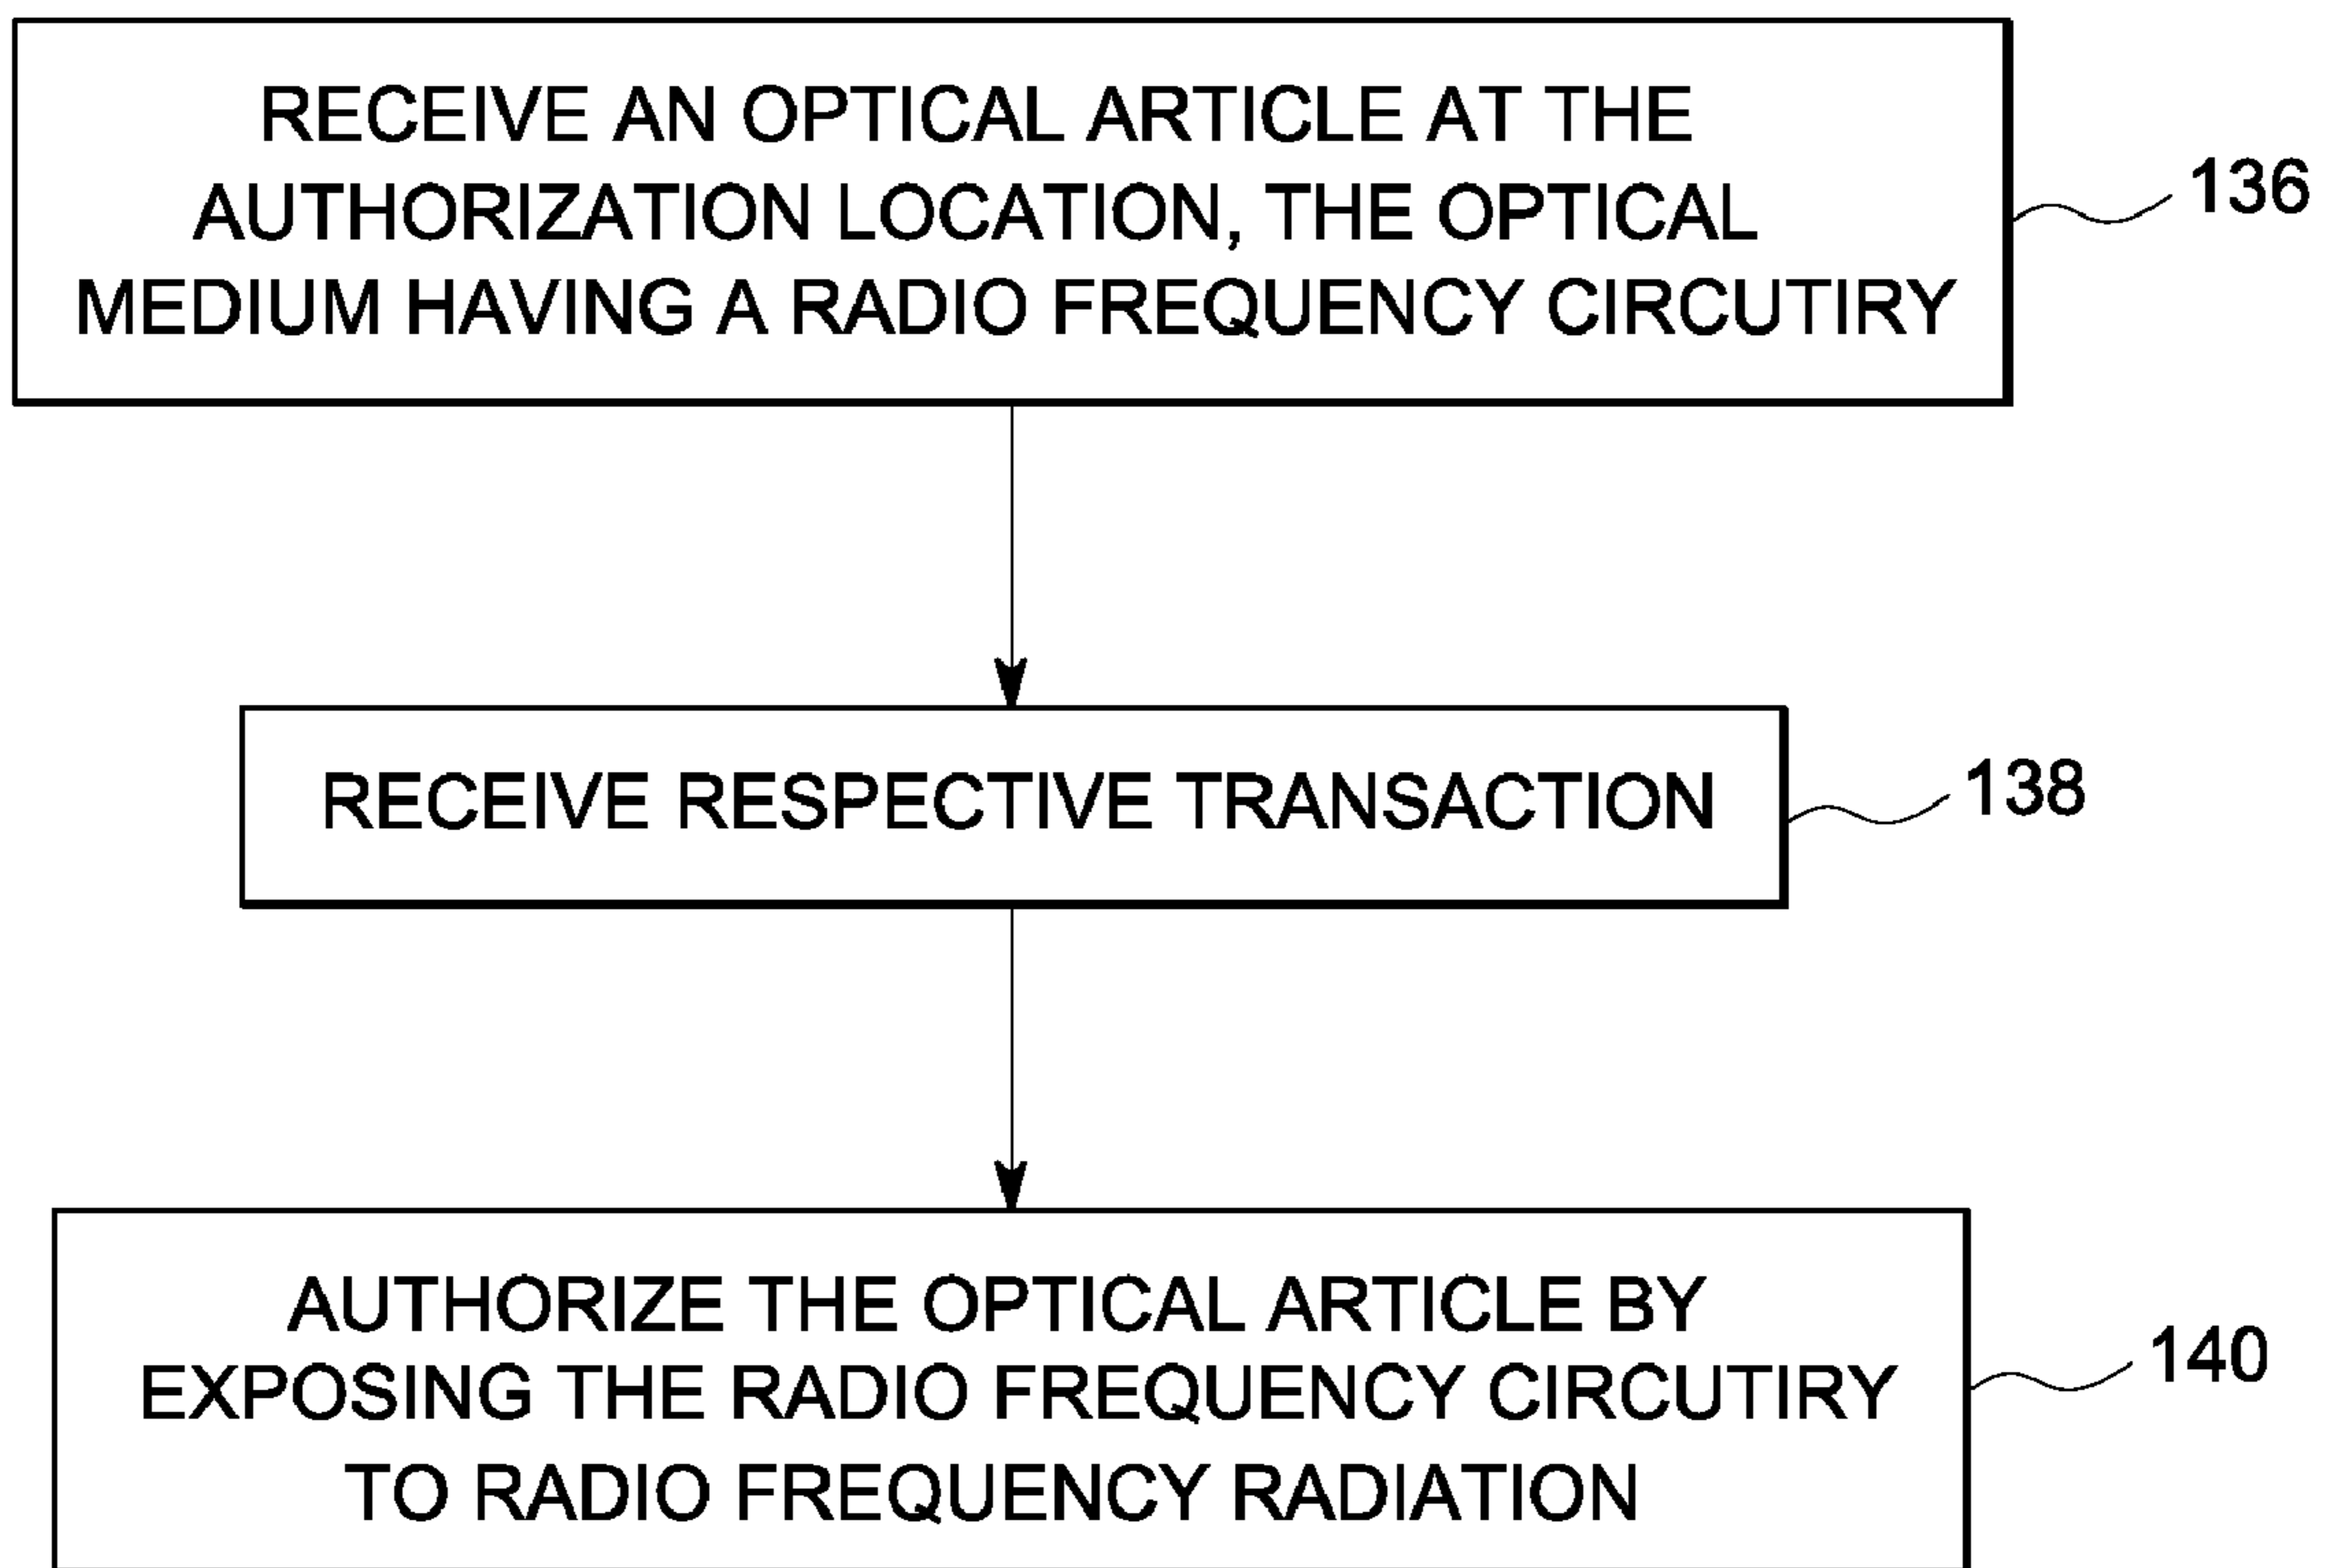 RECEIVE AN OPTICAL ARTICLE AT THE
AUTHORIZATION LOCATION, THE OPTICAL
MEDIUM HAVING A RADIO FREQUENCY CIRCUTIRY
136
RECEIVE RESPECTIVE TRANSACTION
138
AUTHORIZE THE OPTICAL ARTICLE BY
EXPOSING THE RADIO FREQUENCY CIRCUTIRY
TO RADIO FREQUENCY RADIATION
140